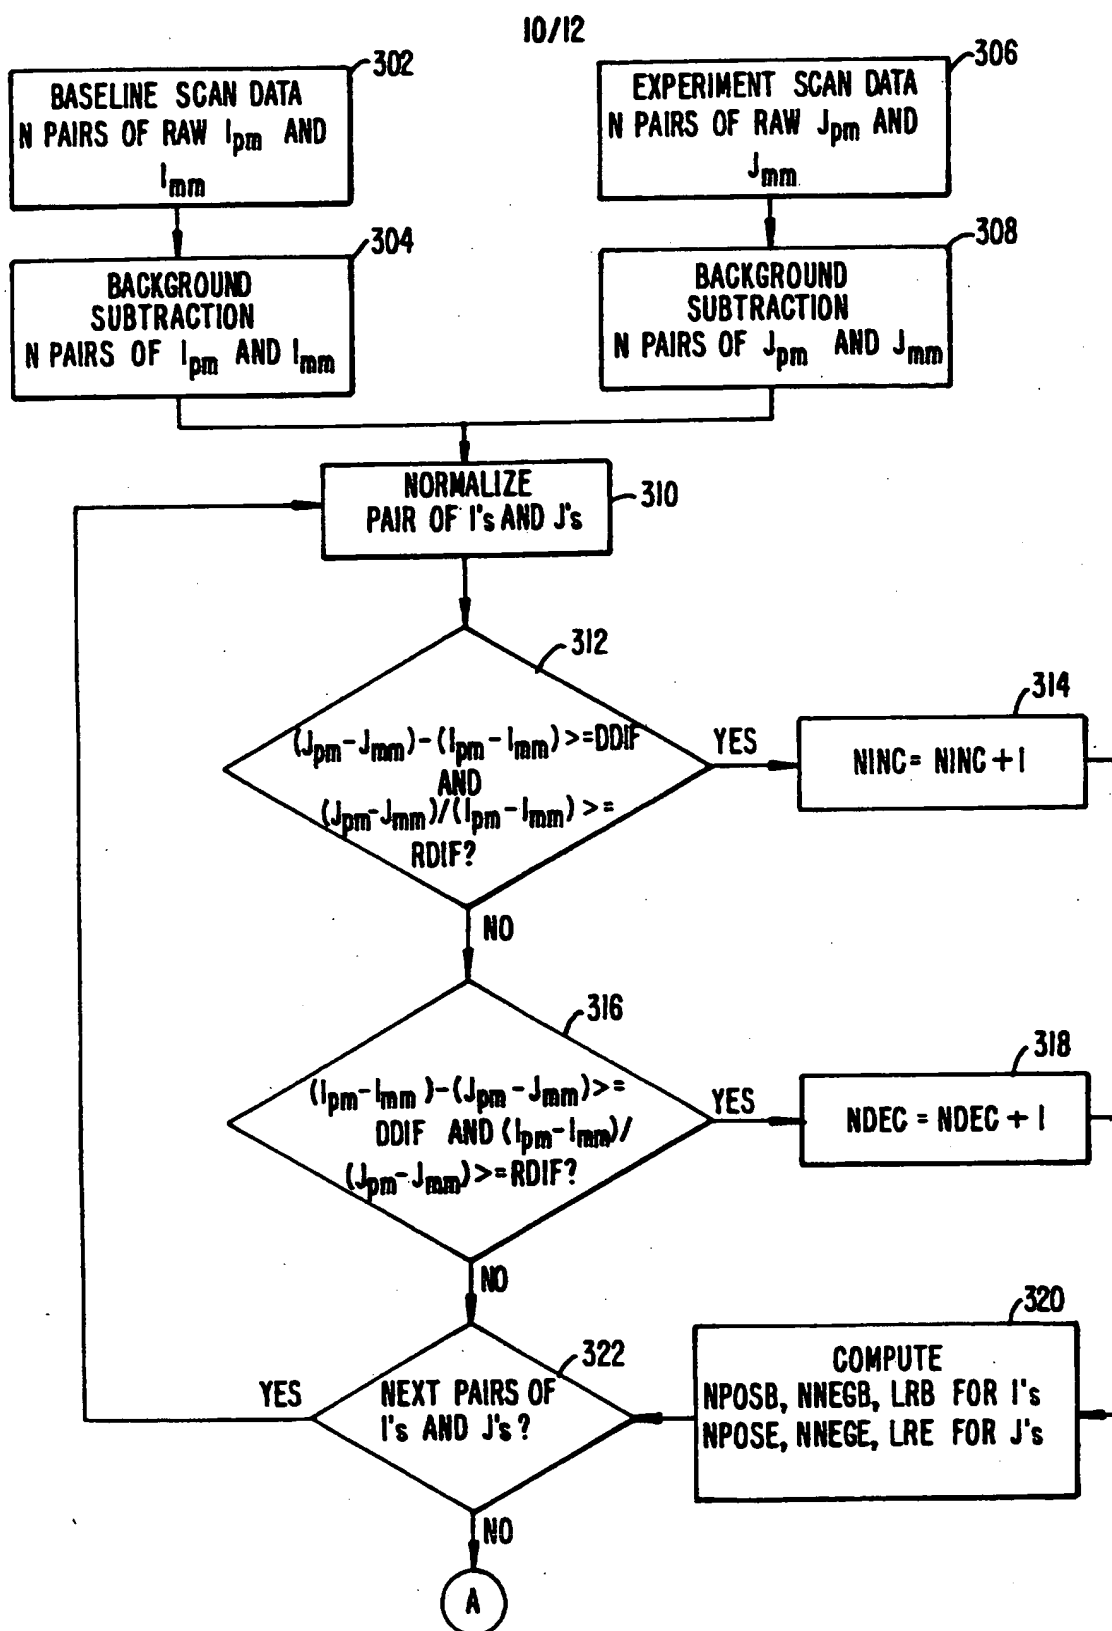 10/12
302
BASELINE SCAN DATA
N PAIRS OF RAW Ipm AND
Imm
306
EXPERIMENT SCAN DATA
N PAIRS OF RAW Jpm AND
Jmm
304
BACKGROUND
SUBTRACTION
N PAIRS OF Ipm AND Imm
308
BACKGROUND
SUBTRACTION
N PAIRS OF Jpm AND Jmm
NORMALIZE
PAIR OF I's AND J's
310
312
(Jpm-Jmm)-(Ipm-Imm) >=DDIF
AND
(Jpm-Jmm)/(Ipm-Imm) >=
RDIF?
YES
314
NINC= NINC+1
NO
316
(Ipm-Imm)-(Jpm-Jmm)>=
DDIF AND (Ipm-Imm)/
(Jpm-Jmm)>=RDIF?
YES
318
NDEC = NDEC + 1
NO
322
NEXT PAIRS OF
I's AND J's?
YES
320
COMPUTE
NPOSB, NNEGB, LRB FOR I's
NPOSE, NNEGE, LRE FOR J's
NO
A